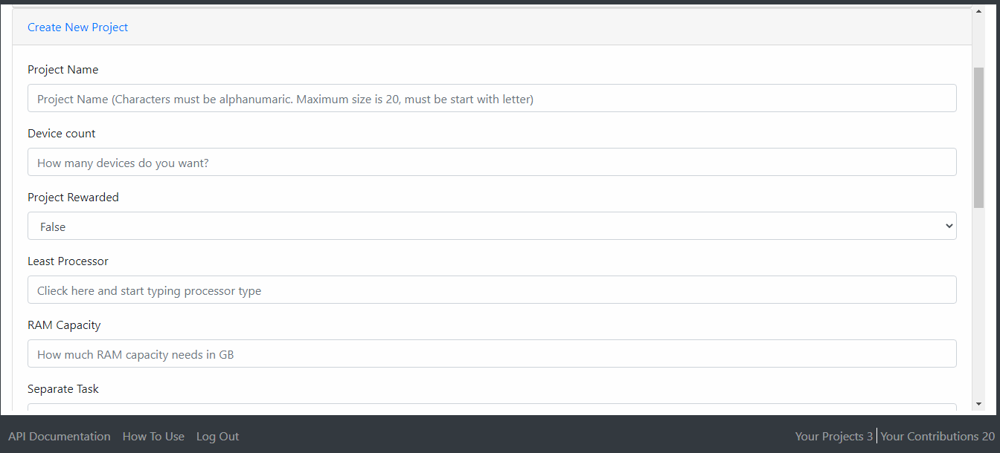 Create New Project
Project Name
Project Name (Characters must be alphanumaric. Maximum size is 20, must be start with letter)
Device count
How many devices do you want?
Project Rewarded
False
Least Processor
Clieck here and start typing processor type
RAM Capacity
How much RAM capacity needs in GB
Separate Task
API Documentation How To Use Log Out Your Projects 3 Your Contributions 20